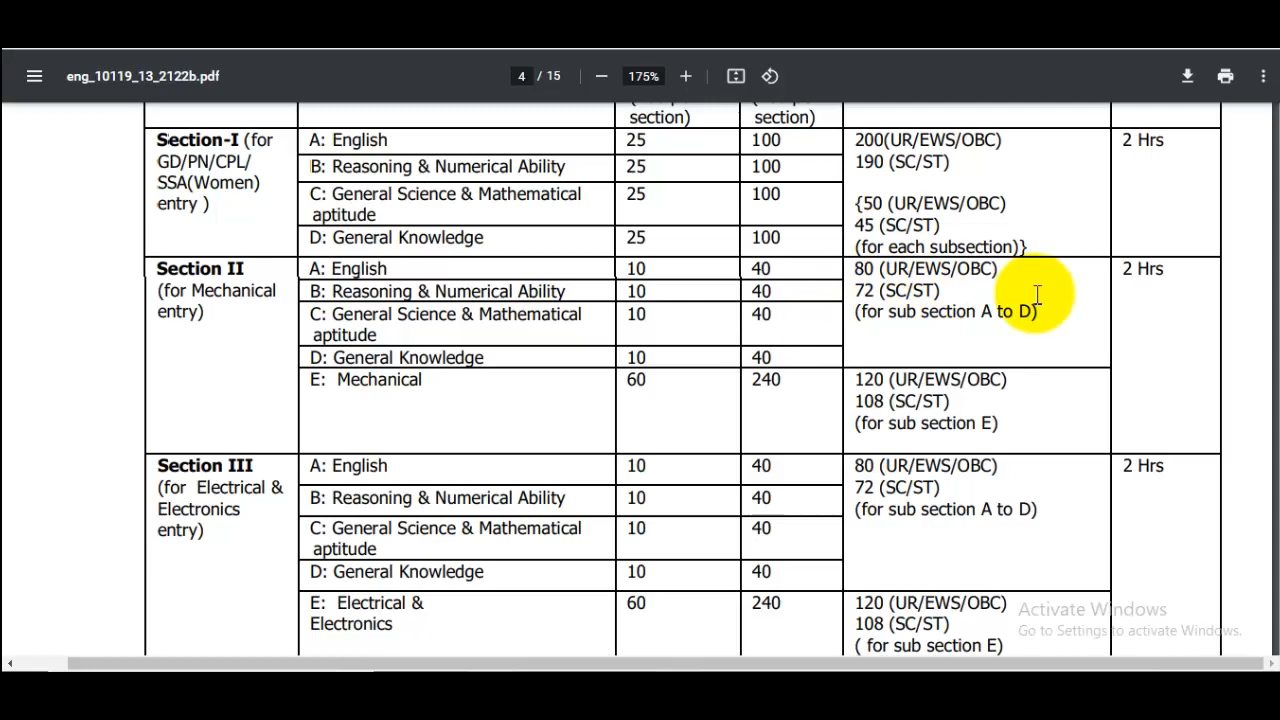 eng_10119_13_2122b.pdf
4 / 15
175%
section) section)
Section-I (for A: English 25 100 200(UR/EWS/OBC) 2 Hrs
GD/PN/CPL/ B: Reasoning & Numerical Ability 25 100 190 (SC/ST)
SSA(Women) C: General Science & Mathematical 25 100
entry ) aptitude {50 (UR/EWS/OBC)
45 (SC/ST)
D: General Knowledge 25 100 (for each subsection)}
Section II A: English 10 40 80 (UR/EWS/OBC) 2 Hrs
(for Mechanical B: Reasoning & Numerical Ability 10 40 72 (SC/ST)
entry) C: General Science & Mathematical 10 40 (for sub section A to D)
aptitude
D: General Knowledge 10 40
E: Mechanical 60 240 120 (UR/EWS/OBC)
108 (SC/ST)
(for sub section E)
Section III A: English 10 40 80 (UR/EWS/OBC) 2 Hrs
(for Electrical & B: Reasoning & Numerical Ability 10 40 72 (SC/ST)
Electronics (for sub section A to D)
entry) C: General Science & Mathematical 10 40
aptitude
D: General Knowledge 10 40
E: Electrical & 60 240 120 (UR/EWS/OBC)
Electronics 108 (SC/ST)
( for sub section E)
Activate Windows
Go to Settings to activate Windows.